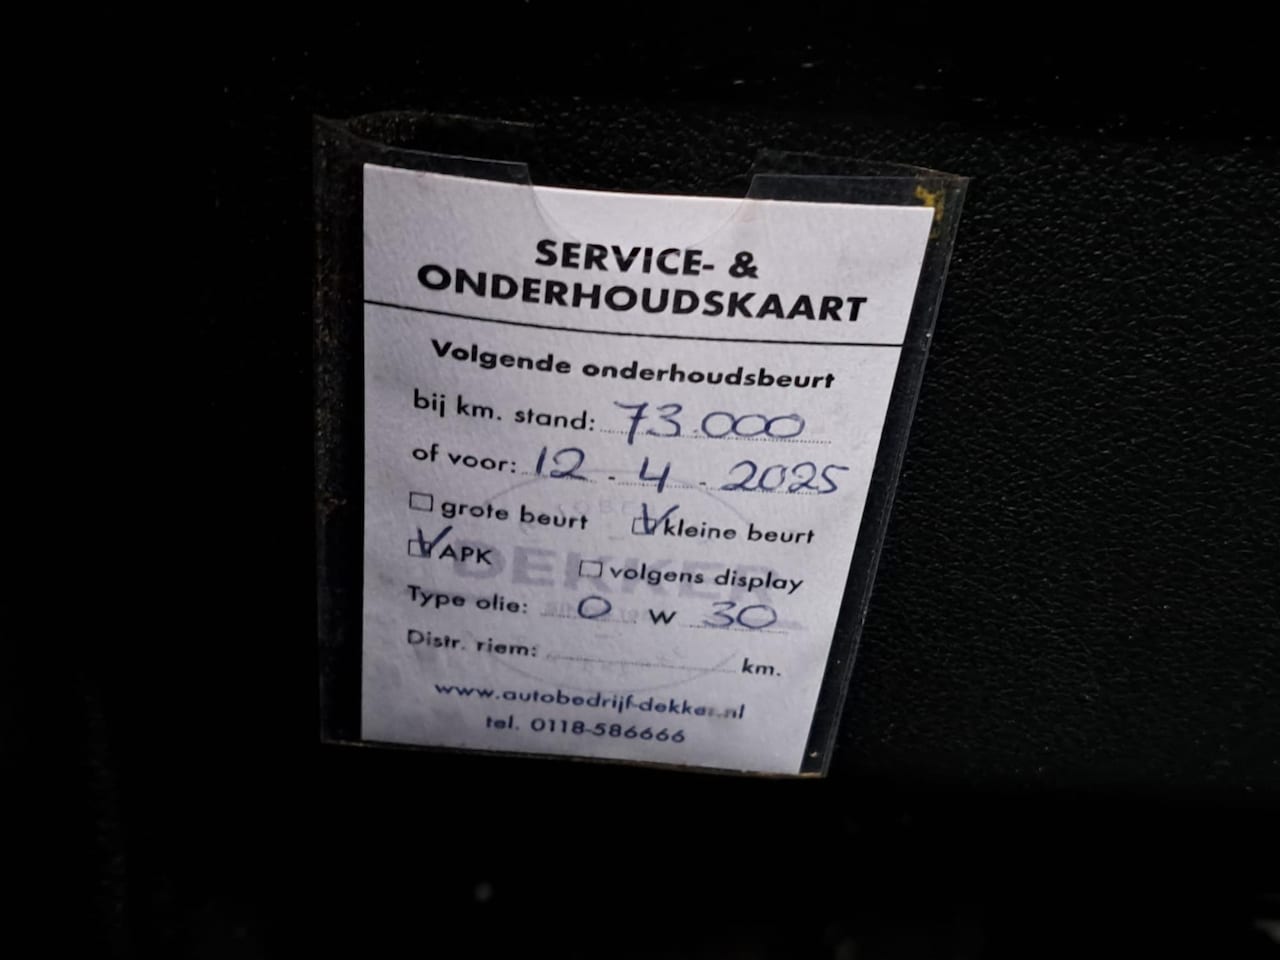 SERVICE- &
ONDERHOUDSKAART
Volgende onderhoudsbeurt
bij km. stand: 73.000
of voor: 12 . 4 . 2025
☐ grote beurt ☑ kleine beurt
☑ APK ☐ volgens display
Type olie: 0 W 30
Distr. riem: km.
www.autobedrijf-dekker.nl
tel. 0118-586666
DEKKER